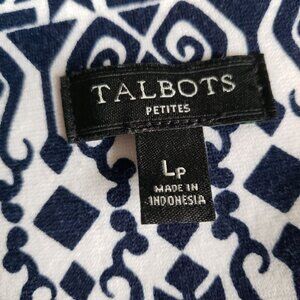 TALBOTS
PETITES
LP
MADE IN
INDONESIA